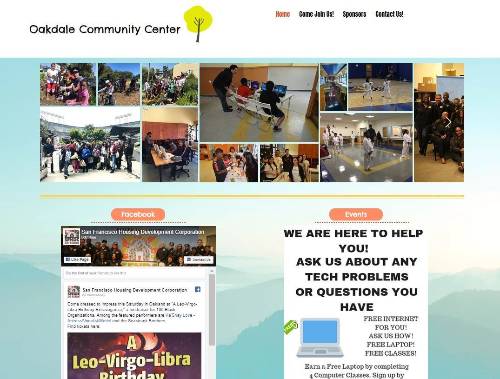 Oakdale Community Center
Home
Come Join Us!
Sponsors
Contact Us!
Facebook
San Francisco Housing Development Corporation
Like Page
San Francisco Housing Development Corporation
Come dressed to impress this Saturday in Oakland at "A Leo-Virgo-
Find tickets here:
A
Leo-Virgo-Libra
Birthday
Events
WE ARE HERE TO HELP
YOU!
ASK US ABOUT ANY
TECH PROBLEMS
OR QUESTIONS YOU
HAVE
FREE
FREE INTERNET
FOR YOU!
ASK US HOW!
FREE LAPTOP!
FREE CLASSES!
Earn a Free Laptop by completing
4 Computer Classes. Sign up by